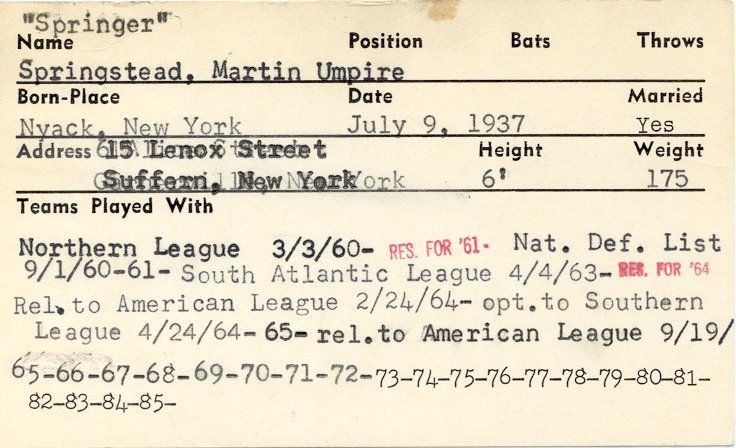 "Springer"
Name Position Bats Throws
Springstead, Martin Umpire
Born-Place Date Married
Nyack, New York July 9, 1937 Yes
Address 15 Lenox Street Height Weight
Suffern, New York 6' 175
Teams Played With
Northern League 3/3/60- RES. FOR '61- Nat. Def. List
9/1/60-61- South Atlantic League 4/4/63- RES. FOR '64
Rel. to American League 2/24/64- opt. to Southern
League 4/24/64- 65- rel. to American League 9/19/
65-66-67-68-69-70-71-72-73-74-75-76-77-78-79-80-81-
82-83-84-85-